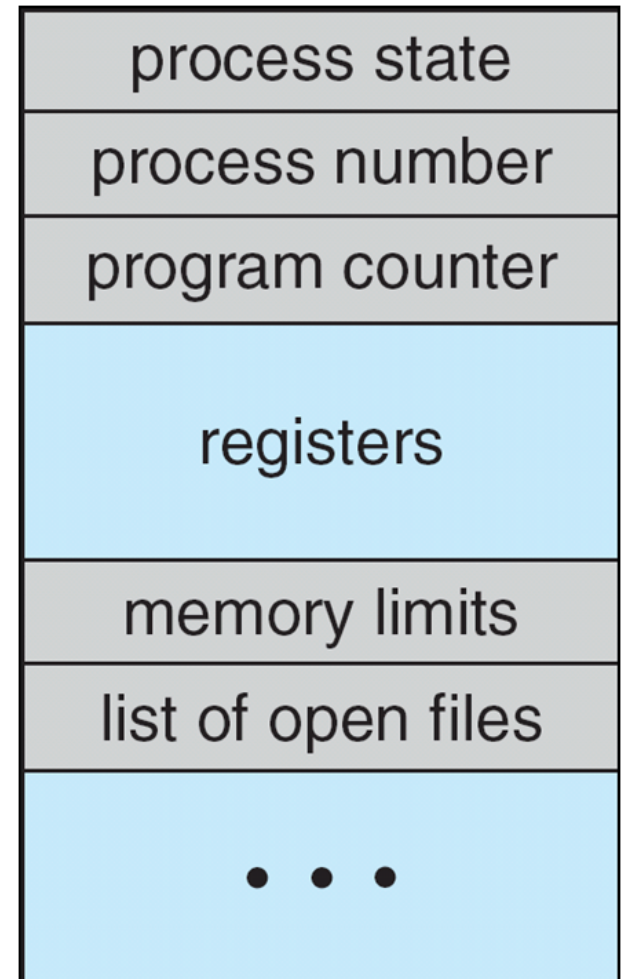 process state
process number
program counter
registers
memory limits
list of open files
• • •